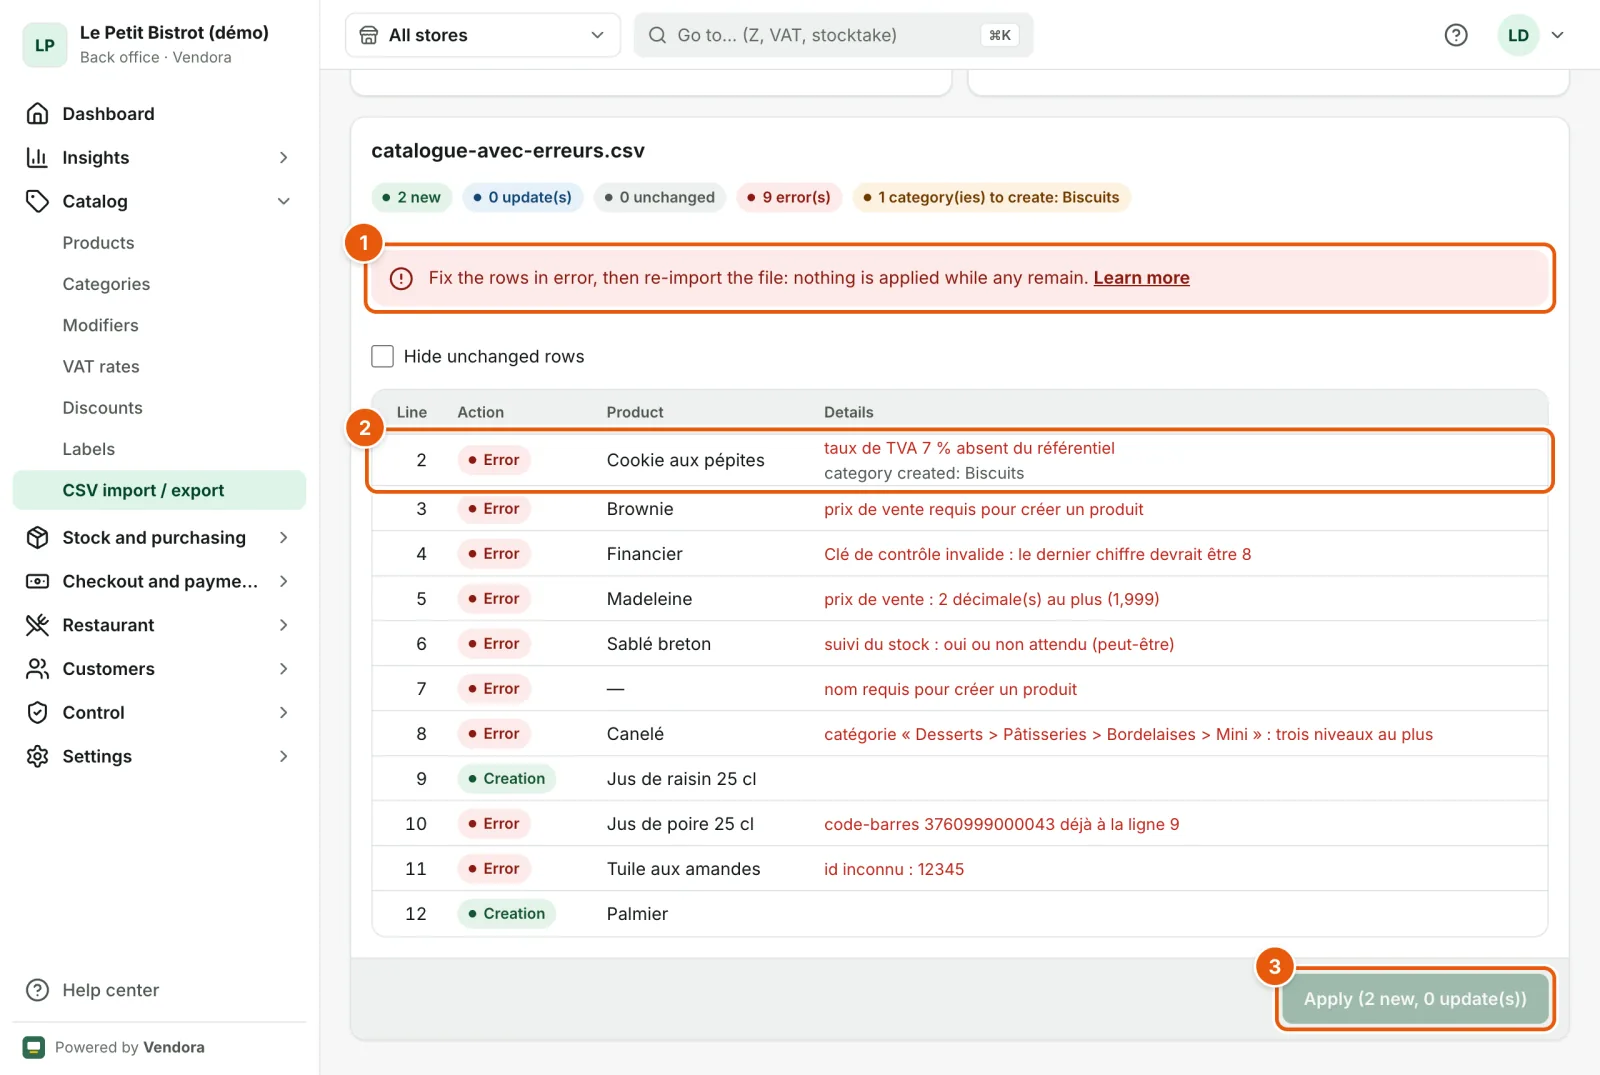 LP
Le Petit Bistrot (démo)
Back office · Vendora
All stores
Go to... (Z, VAT, stocktake)
⌘K
LD
Dashboard
Insights
Catalog
Products
Categories
Modifiers
VAT rates
Discounts
Labels
CSV import / export
Stock and purchasing
Checkout and payme...
Restaurant
Customers
Control
Settings
Help center
Powered by Vendora
catalogue-avec-erreurs.csv
2 new
0 update(s)
0 unchanged
9 error(s)
1 category(ies) to create: Biscuits
1
Fix the rows in error, then re-import the file: nothing is applied while any remain. Learn more
Hide unchanged rows
Line Action Product Details
2
2 Error Cookie aux pépites taux de TVA 7 % absent du référentiel
category created: Biscuits
3 Error Brownie prix de vente requis pour créer un produit
4 Error Financier Clé de contrôle invalide : le dernier chiffre devrait être 8
5 Error Madeleine prix de vente : 2 décimale(s) au plus (1,999)
6 Error Sablé breton suivi du stock : oui ou non attendu (peut-être)
7 Error — nom requis pour créer un produit
8 Error Canelé catégorie « Desserts > Pâtisseries > Bordelaises > Mini » : trois niveaux au plus
9 Creation Jus de raisin 25 cl
10 Error Jus de poire 25 cl code-barres 3760999000043 déjà à la ligne 9
11 Error Tuile aux amandes id inconnu : 12345
12 Creation Palmier
3
Apply (2 new, 0 update(s))